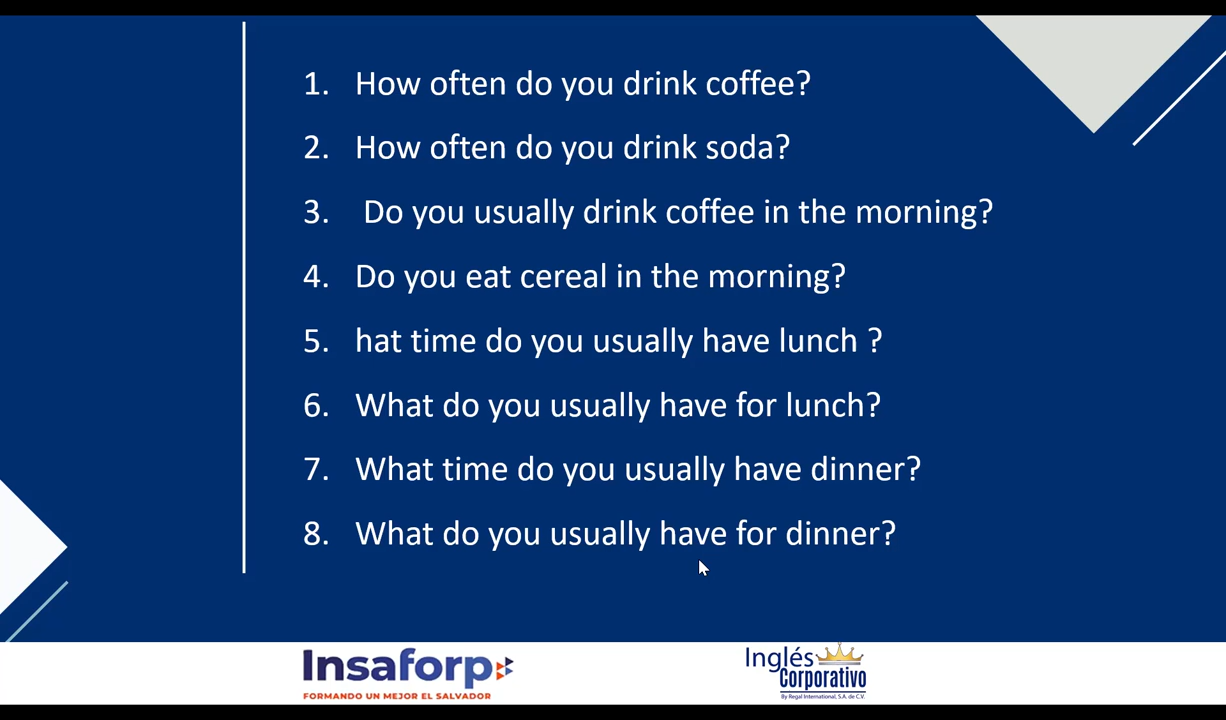 1. How often do you drink coffee?
2. How often do you drink soda?
3. Do you usually drink coffee in the morning?
4. Do you eat cereal in the morning?
5. hat time do you usually have lunch ?
6. What do you usually have for lunch?
7. What time do you usually have dinner?
8. What do you usually have for dinner?
Insaforp
FORMANDO UN MEJOR EL SALVADOR
Inglés
Corporativo
By Regal International, S.A. de C.V.